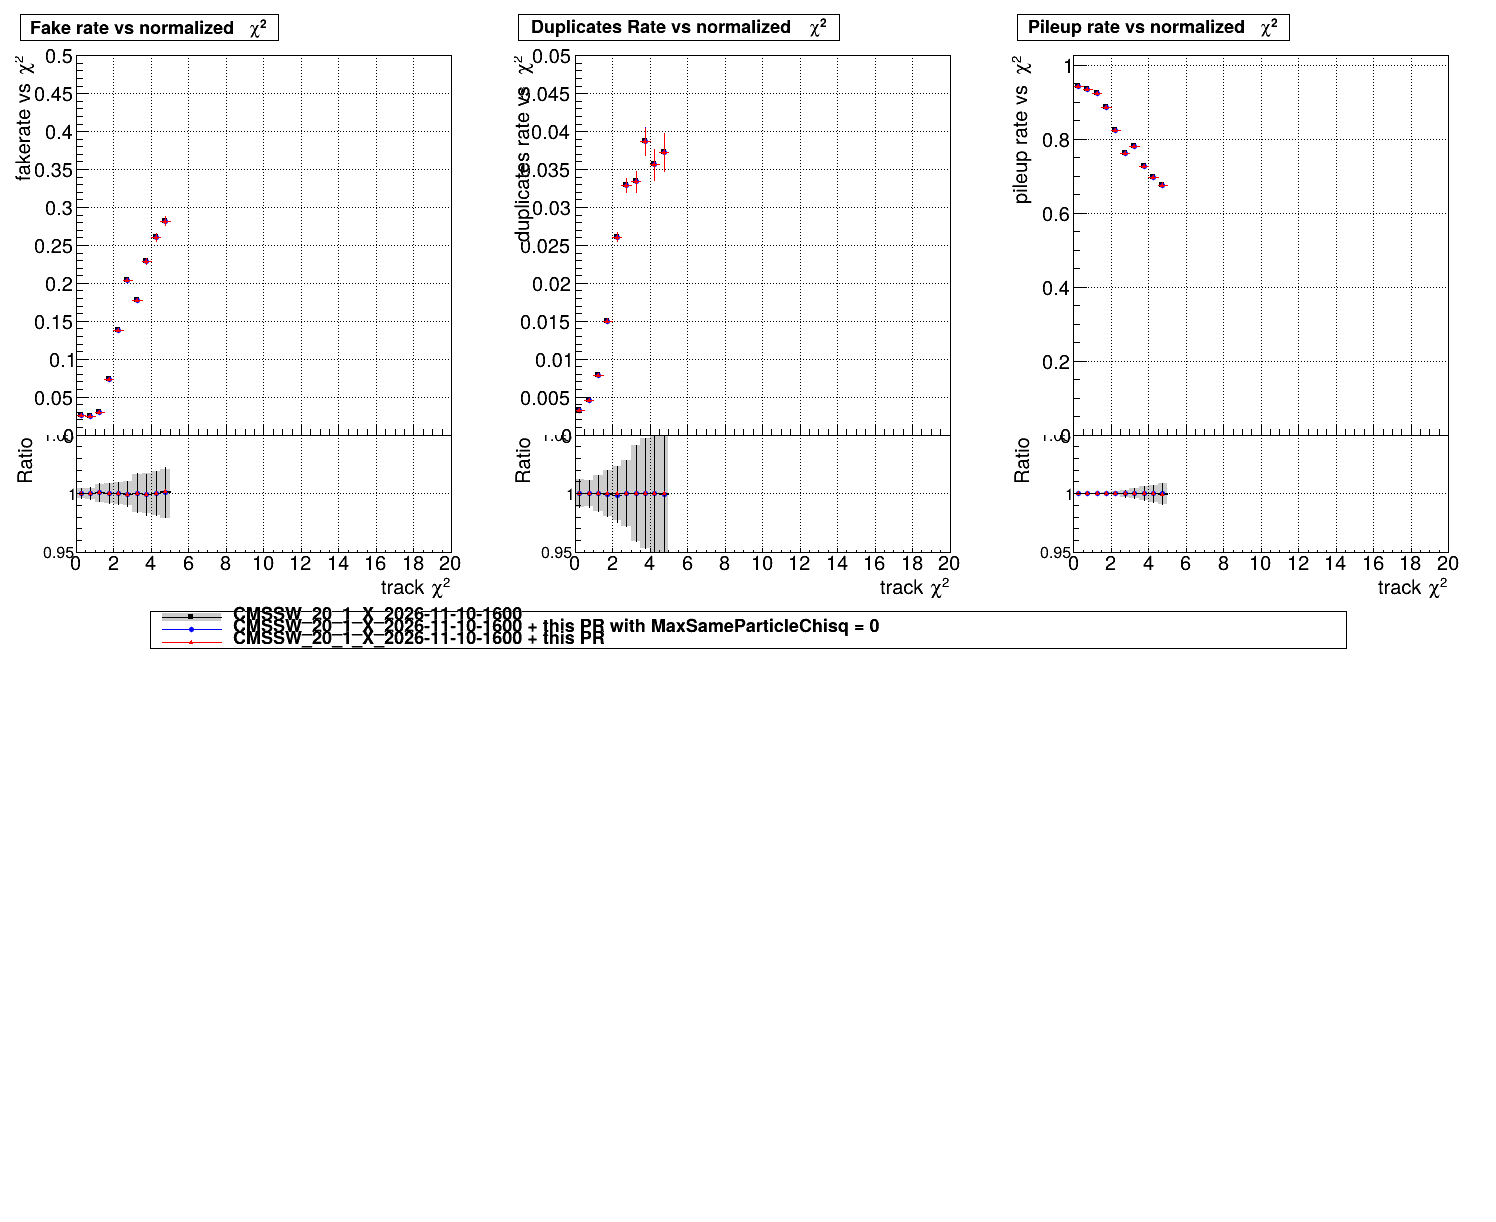 Fake rate vs normalized χ²
fakerate vs χ²
0.5
0.45
0.4
0.35
0.3
0.25
0.2
0.15
0.1
0.05
0
Ratio
1
0.95
0 2 4 6 8 10 12 14 16 18 20
track χ²
Duplicates Rate vs normalized χ²
duplicates rate vs χ²
0.05
0.045
0.04
0.035
0.03
0.025
0.02
0.015
0.01
0.005
0
Ratio
1
0.95
0 2 4 6 8 10 12 14 16 18 20
track χ²
Pileup rate vs normalized χ²
pileup rate vs χ²
1
0.8
0.6
0.4
0.2
0
Ratio
1
0.95
0 2 4 6 8 10 12 14 16 18 20
track χ²
CMSSW_20_1_X_2026-11-10-1600
CMSSW_20_1_X_2026-11-10-1600 + this PR with MaxSameParticleChisq = 0
CMSSW_20_1_X_2026-11-10-1600 + this PR